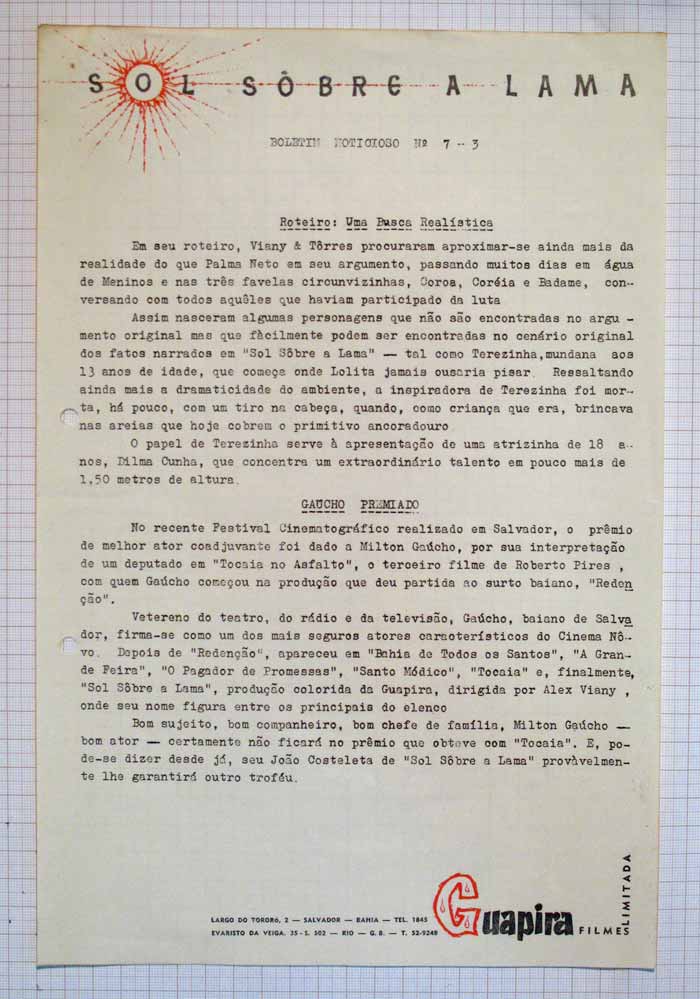 SOL SÔBRE A LAMA
BOLETIM NOTICIOSO Nº 7 - 3
Roteiro: Uma Busca Realística
Em seu roteiro, Viany & Tôrres procuraram aproximar-se ainda mais da
realidade do que Palma Neto em seu argumento, passando muitos dias em água
de Meninos e nas três favelas circunvizinhas, Coroa, Coréia e Badame, con-
versando com todos aquêles que haviam participado da luta
Assim nasceram algumas personagens que não são encontradas no argu -
mento original mas que fàcilmente podem ser encontradas no cenário original
dos fatos narrados em "Sol Sôbre a Lama" — tal como Terezinha, mundana aos
13 anos de idade, que começa onde Lolita jamais ousaria pisar. Ressaltando
ainda mais a dramaticidade do ambiente, a inspiradora de Terezinha foi mor-
ta, há pouco, com um tiro na cabeça, quando, como criança que era, brincava
nas areias que hoje cobrem o primitivo ancoradouro
O papel de Terezinha serve à apresentação de uma atrizinha de 18 a-
nos, Dilma Cunha, que concentra um extraordinário talento em pouco mais de
1,50 metros de altura.
GAÚCHO PREMIADO
No recente Festival Cinematográfico realizado em Salvador, o prêmio
de melhor ator coadjuvante foi dado a Milton Gaúcho, por sua interpretação
de um deputado em "Tocaia no Asfalto", o terceiro filme de Roberto Pires ,
com quem Gaúcho começou na produção que deu partida ao surto baiano, "Reden
ção".
Vetereno do teatro, do rádio e da televisão, Gaúcho, baiano de Salva
dor, firma-se como um dos mais seguros atores característicos do Cinema Nô-
vo. Depois de "Redenção", apareceu em "Bahia de Todos os Santos", "A Gran-
de Feira", "O Pagador de Promessas", "Santo Médico", "Tocaia" e, finalmente,
"Sol Sôbre a Lama", produção colorida da Guapira, dirigida por Alex Viany ,
onde seu nome figura entre os principais do elenco
Bom sujeito, bom companheiro, bom chefe de família, Milton Gaúcho —
bom ator — certamente não ficará no prêmio que obteve com "Tocaia". E, po-
de-se dizer desde já, seu João Costeleta de "Sol Sôbre a Lama" provàvelmen-
te lhe garantirá outro troféu.
LARGO DO TORORÓ, 2 — SALVADOR — BAHIA — TEL. 1845
EVARISTO DA VEIGA, 35 - S. 502 — RIO — G. B. — T. 52-9249
Guapira FILMES LIMITADA